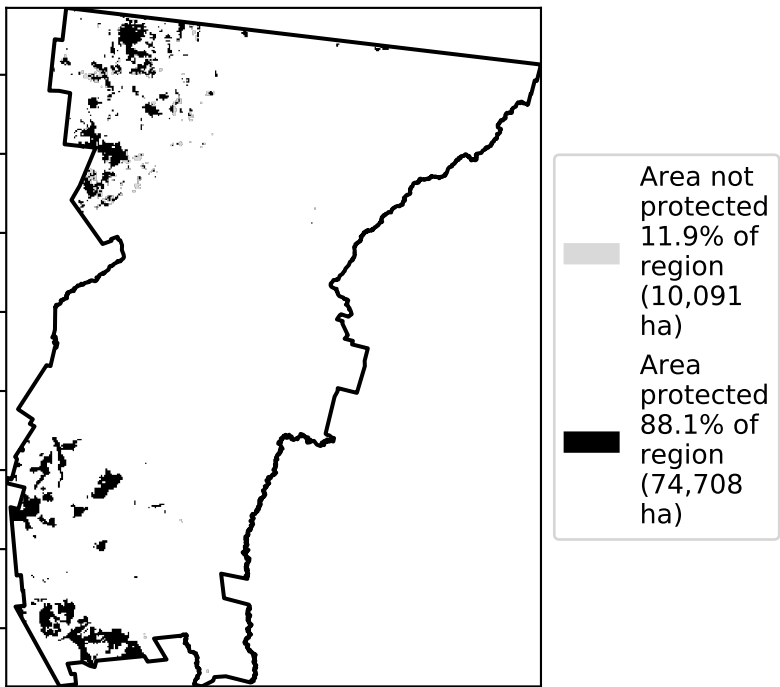 Area not
protected
11.9% of
region
(10,091
ha)
Area
protected
88.1% of
region
(74,708
ha)